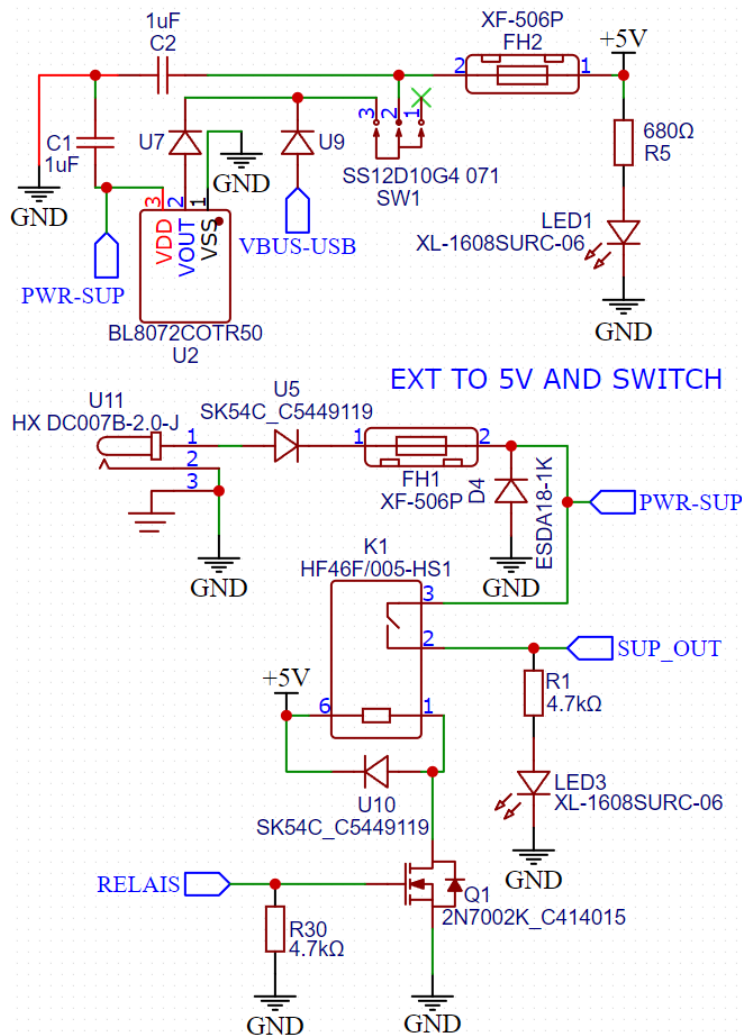 1uF
C2
XF-506P
FH2
+5V
2
1
C1
1uF
U7
U9
3
2
1
680Ω
R5
GND
GND
SS12D10G4 071
SW1
3
2
1
VDD
VOUT
VSS
VBUS-USB
LED1
XL-1608SURC-06
PWR-SUP
BL8072COTR50
U2
GND
EXT TO 5V AND SWITCH
U11
HX DC007B-2.0-J
U5
SK54C_C5449119
1
2
3
1
2
FH1
XF-506P
D4
ESDA18-1K
PWR-SUP
GND
GND
K1
HF46F/005-HS1
3
2
SUP_OUT
+5V
6
1
R1
4.7kΩ
U10
SK54C_C5449119
LED3
XL-1608SURC-06
RELAIS
Q1
2N7002K_C414015
GND
R30
4.7kΩ
GND
GND